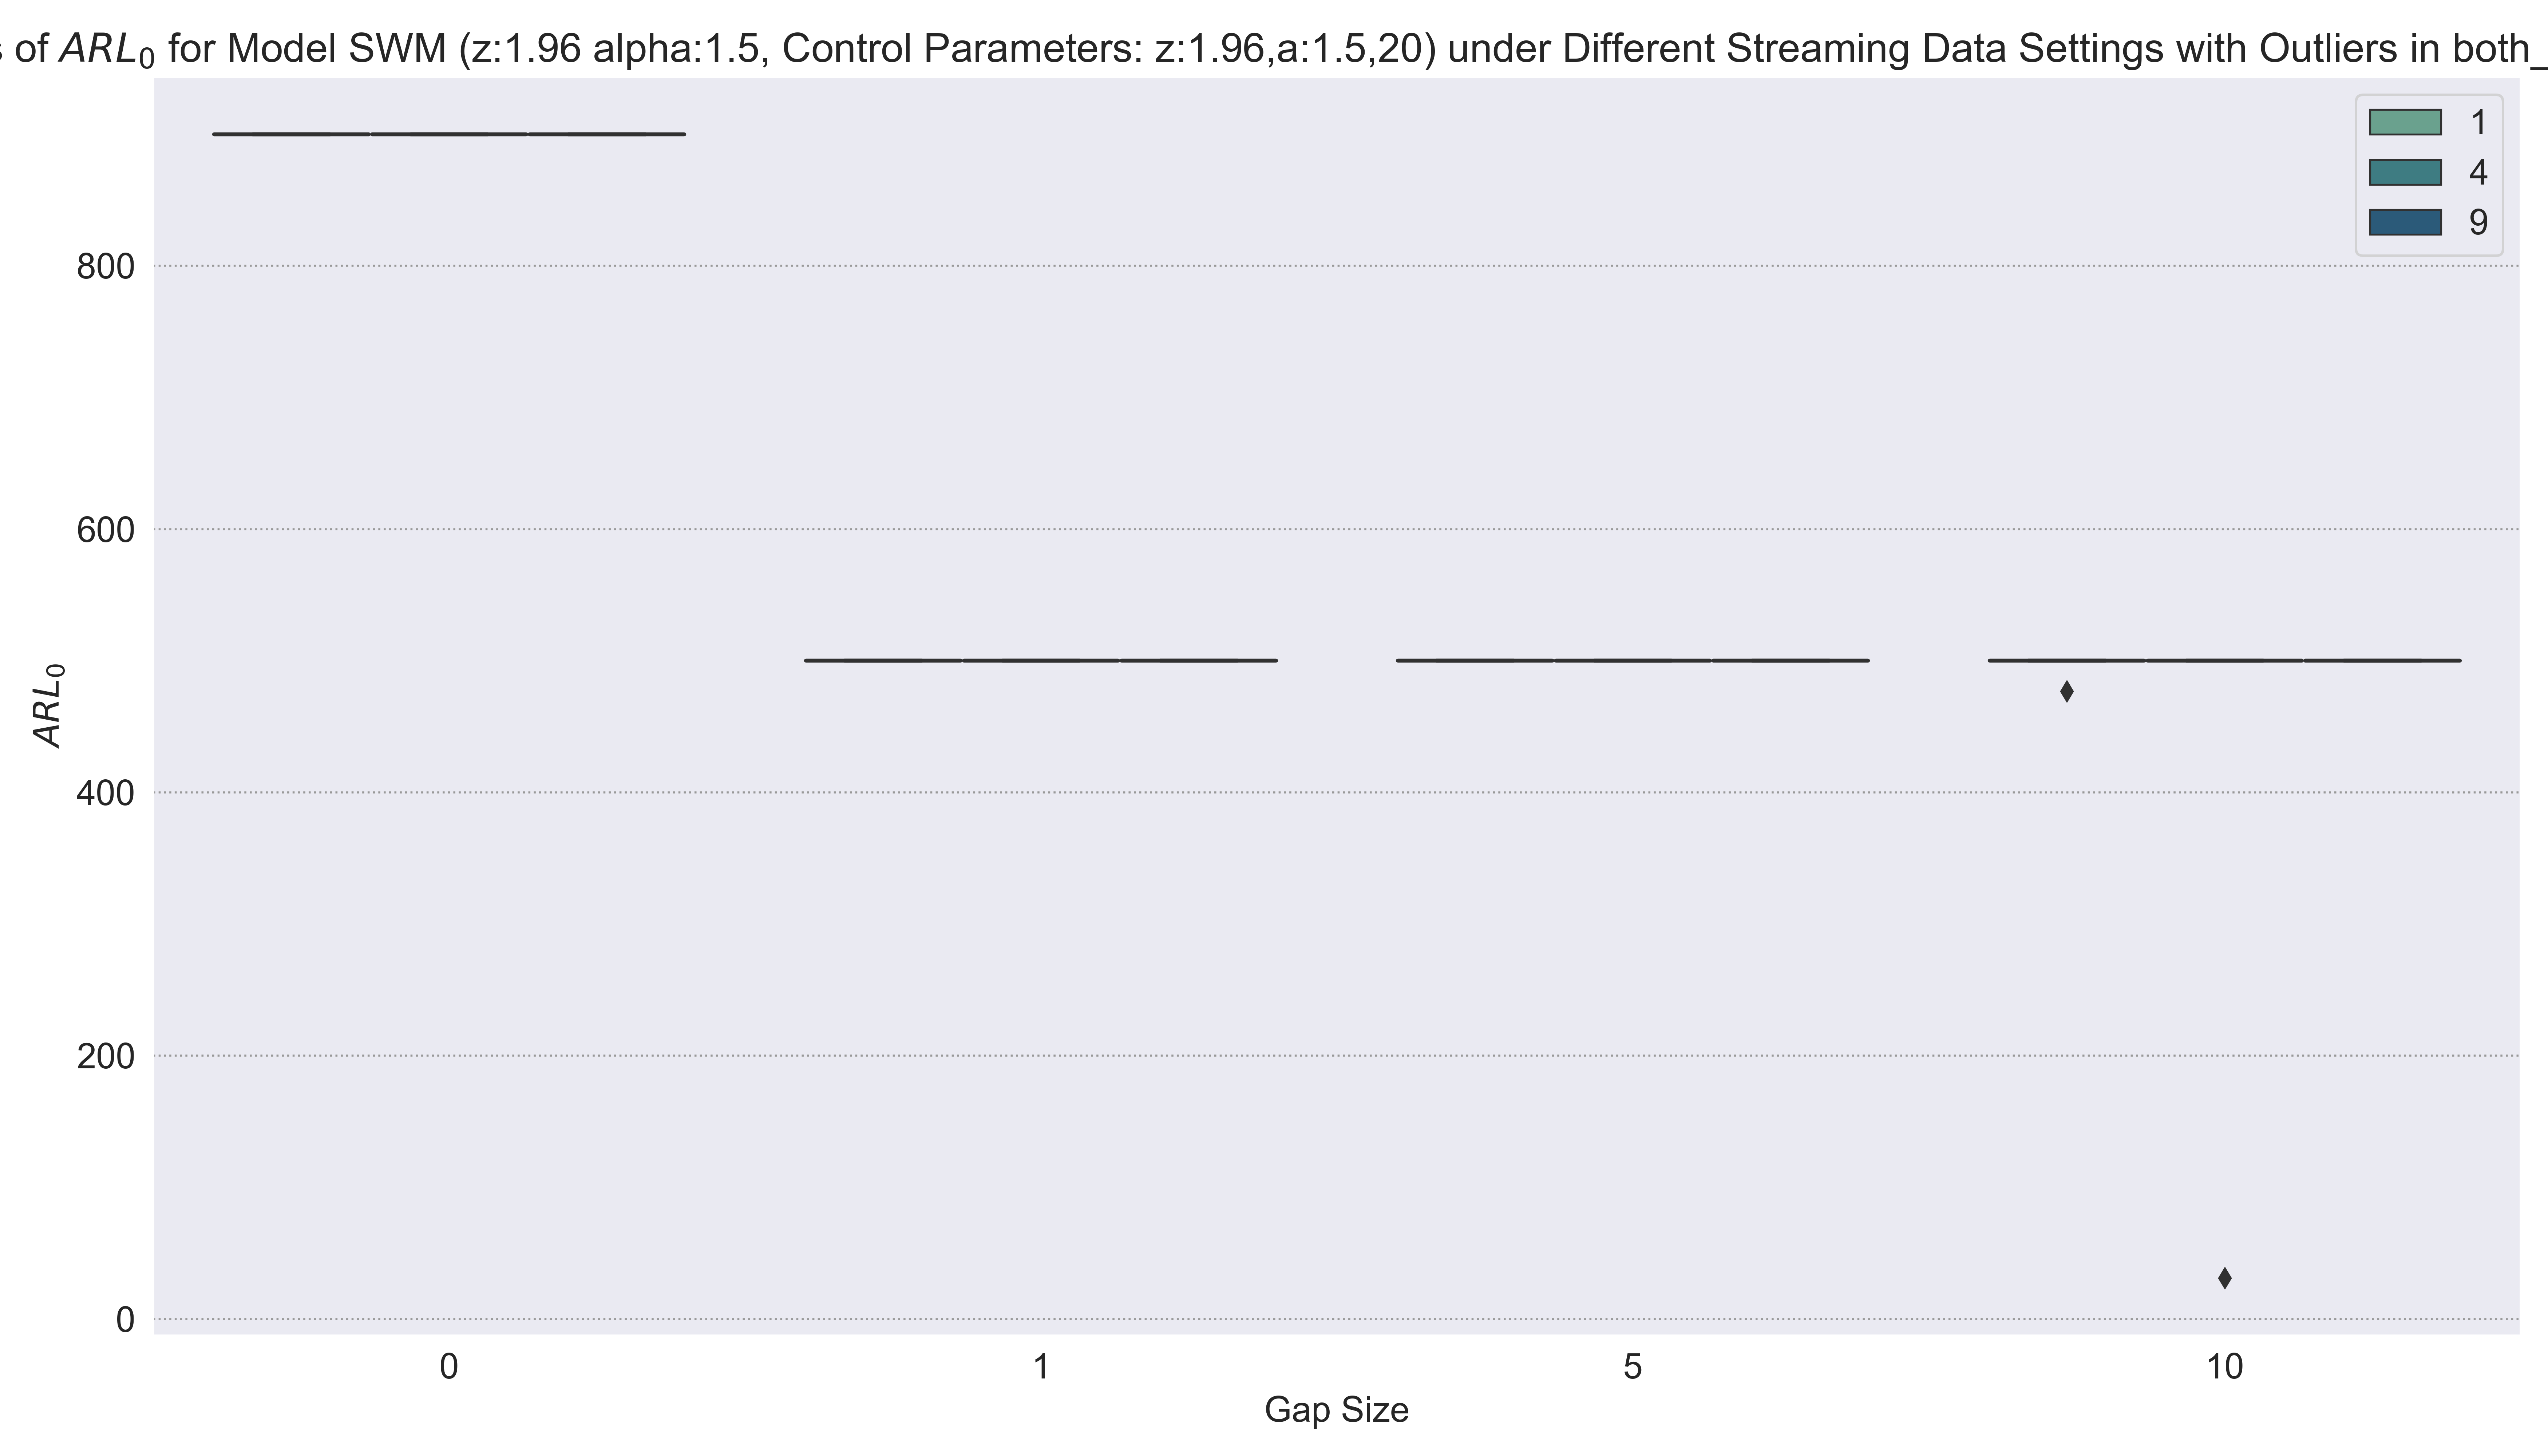 of ARL0 for Model SWM (z:1.96 alpha:1.5, Control Parameters: z:1.96,a:1.5,20) under Different Streaming Data Settings with Outliers in both_
1
4
9
800
600
400
200
0
ARL0
0 1 5 10
Gap Size